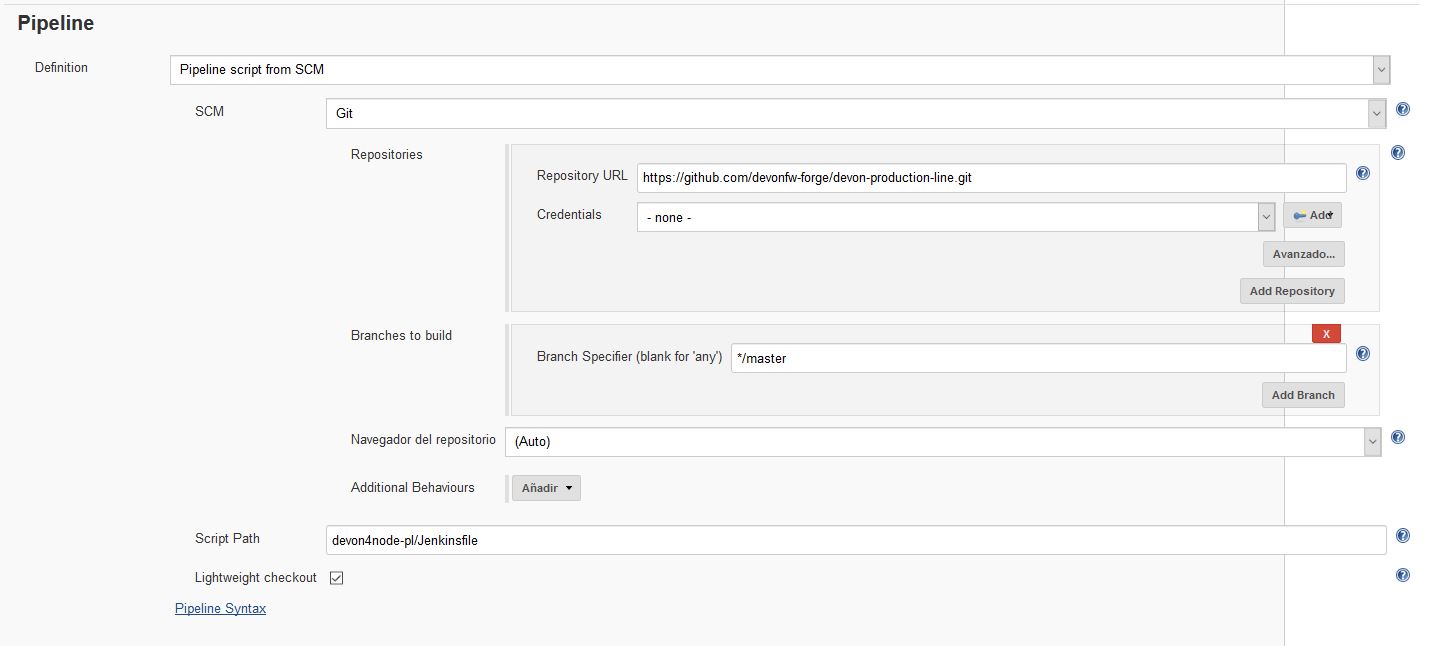 Pipeline
Definition
Pipeline script from SCM
SCM
Git
Repositories
Repository URL
https://github.com/devonfw-forge/devon-production-line.git
Credentials
- none -
Add
Avanzado...
Add Repository
Branches to build
X
Branch Specifier (blank for 'any')
*/master
Add Branch
Navegador del repositorio
(Auto)
Additional Behaviours
Añadir
Script Path
devon4node-pl/Jenkinsfile
Lightweight checkout
Pipeline Syntax